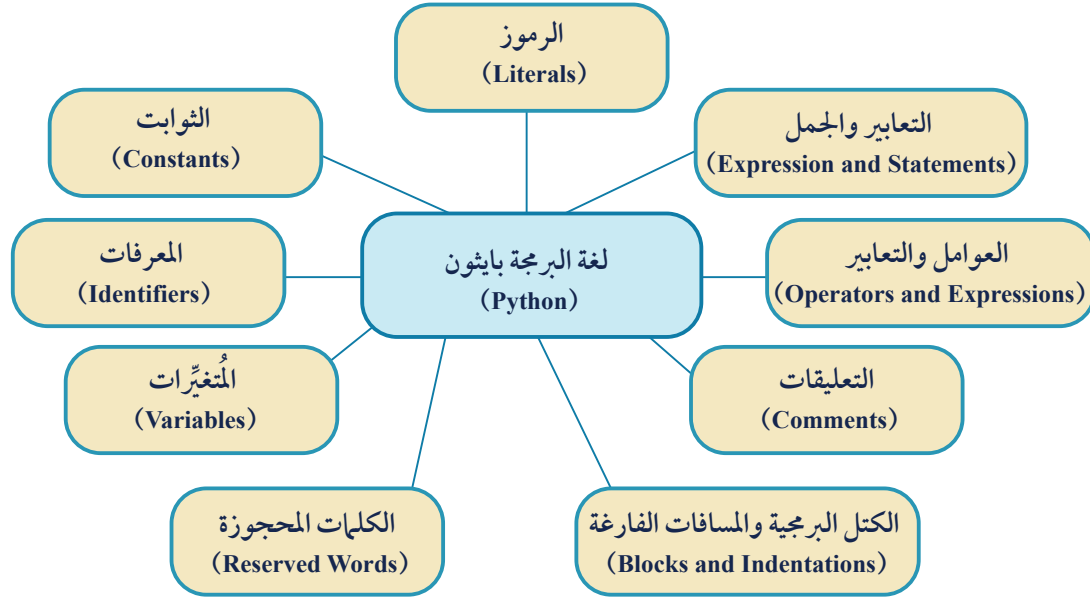 الرموز
(Literals)
التعابير والجمل
(Expression and Statements)
الثوابت
(Constants)
العوامل والتعابير
(Operators and Expressions)
لغة البرمجة بايثون
(Python)
المعرفات
(Identifiers)
التعليقات
(Comments)
المُتغيِّرات
(Variables)
الكتل البرمجية والمسافات الفارغة
(Blocks and Indentations)
الكلمات المحجوزة
(Reserved Words)